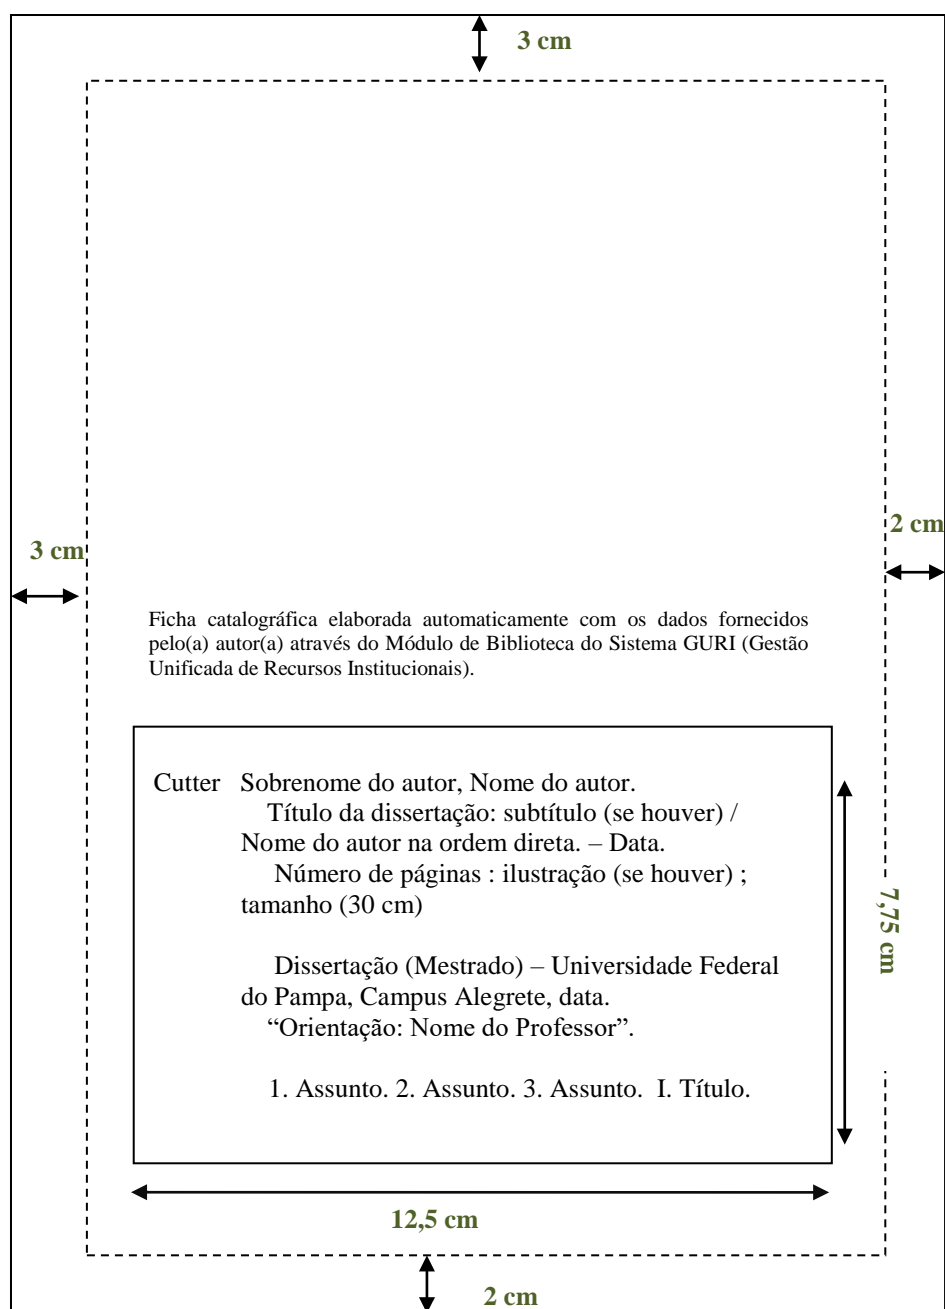 3 cm
2 cm
3 cm
Ficha catalográfica elaborada automaticamente com os dados fornecidos
pelo(a) autor(a) através do Módulo de Biblioteca do Sistema GURI (Gestão
Unificada de Recursos Institucionais).
Cutter Sobrenome do autor, Nome do autor.
Título da dissertação: subtítulo (se houver) /
Nome do autor na ordem direta. – Data.
Número de páginas : ilustração (se houver) ;
tamanho (30 cm)
Dissertação (Mestrado) – Universidade Federal
do Pampa, Campus Alegrete, data.
“Orientação: Nome do Professor”.
1. Assunto. 2. Assunto. 3. Assunto. I. Título.
7,75 cm
12,5 cm
2 cm